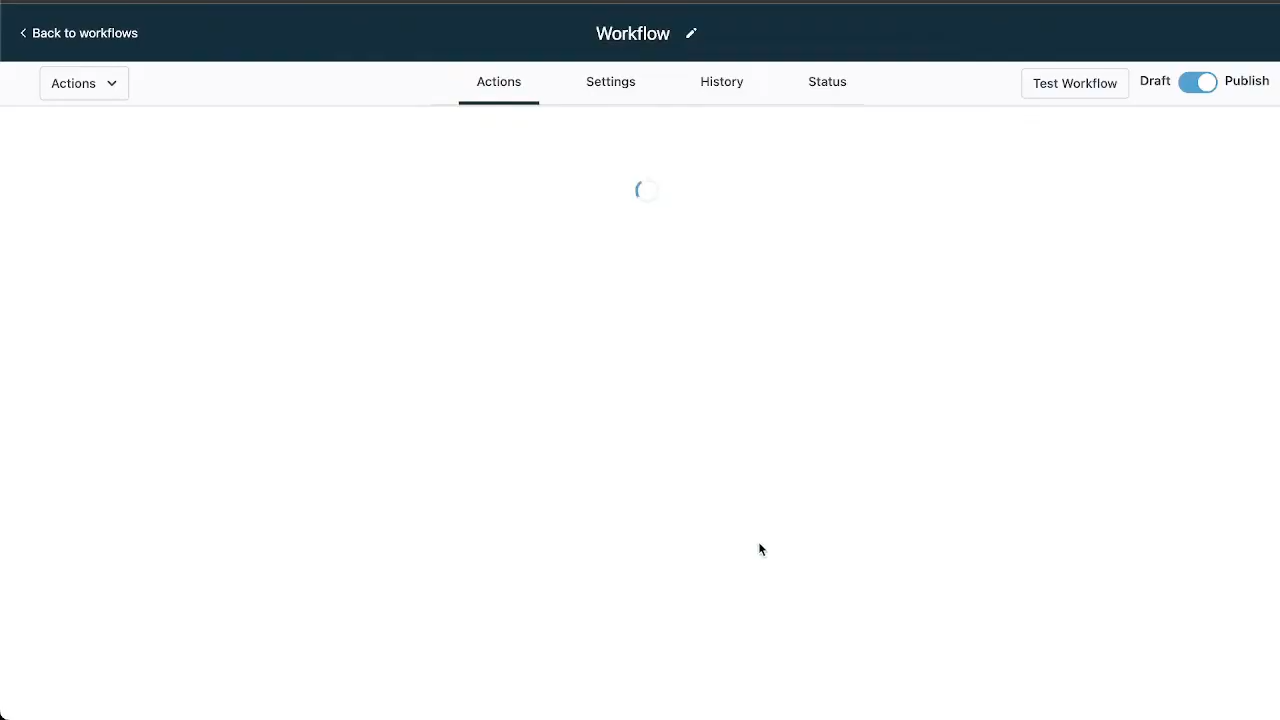 Back to workflows
Workflow
Actions
Actions
Settings
History
Status
Test Workflow
Draft
Publish